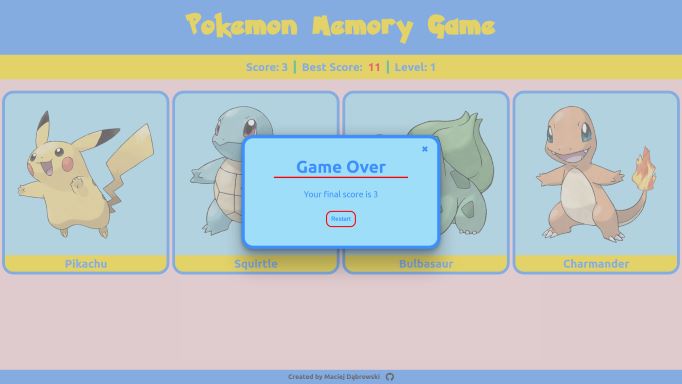 Pokemon Memory Game
Score: 3 | Best Score: 11 | Level: 1
✖
Game Over
Your final score is 3
Restart
Pikachu
Squirtle
Bulbasaur
Charmander
Created by Maciej Dąbrowski